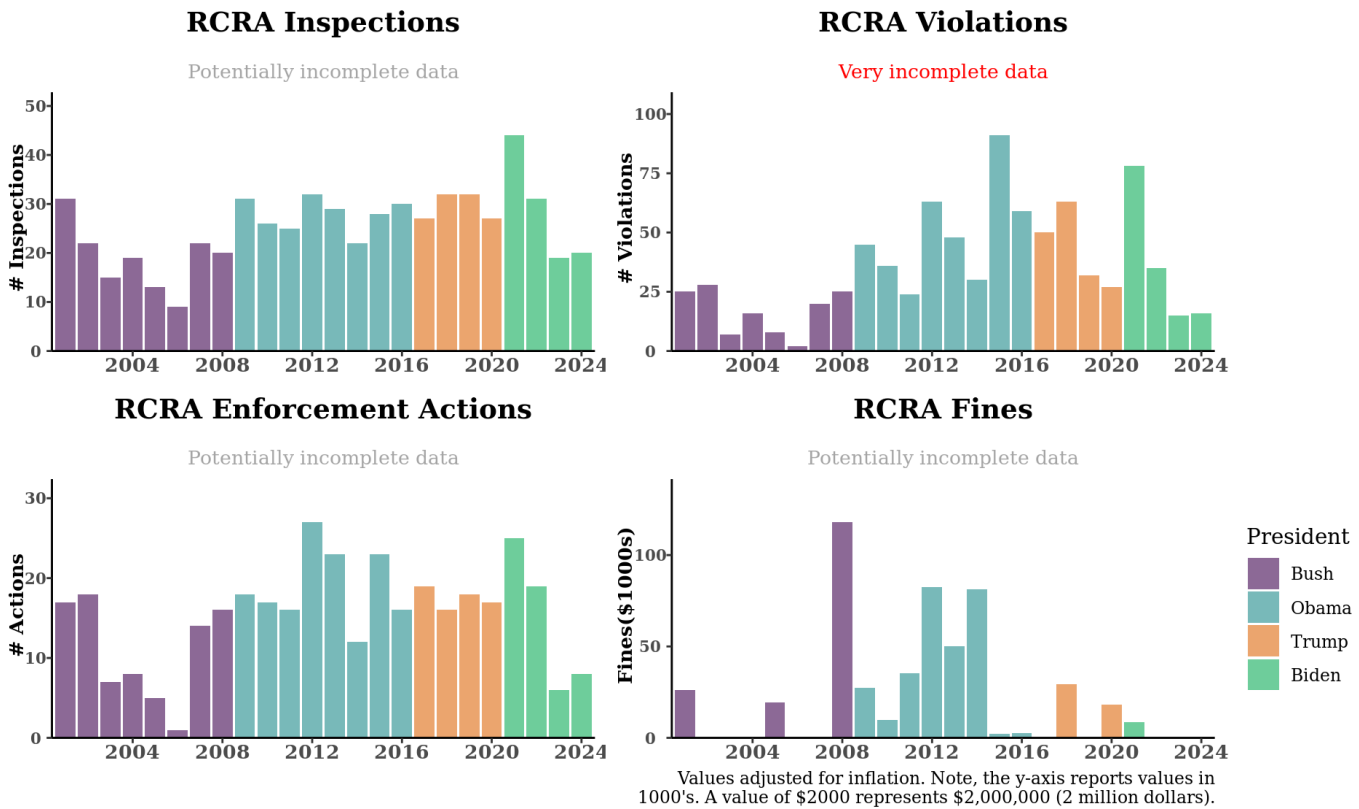 RCRA Inspections
Potentially incomplete data
# Inspections
50
40
30
20
10
0
2004 2008 2012 2016 2020 2024
RCRA Violations
Very incomplete data
# Violations
100
75
50
25
0
2004 2008 2012 2016 2020 2024
RCRA Enforcement Actions
Potentially incomplete data
# Actions
30
20
10
0
2004 2008 2012 2016 2020 2024
RCRA Fines
Potentially incomplete data
Fines($1000s)
100
50
0
2004 2008 2012 2016 2020 2024
President
Bush
Obama
Trump
Biden
Values adjusted for inflation. Note, the y-axis reports values in
1000's. A value of $2000 represents $2,000,000 (2 million dollars).